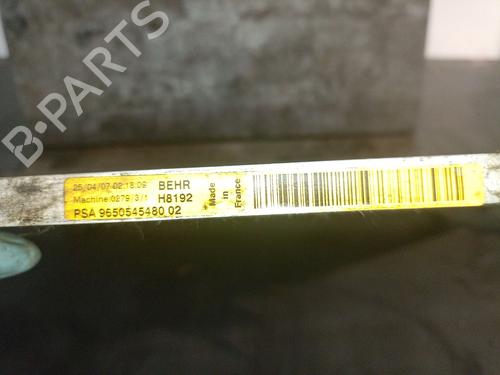 B-PARTS
25/04/07 02:18:09 BEHR
Machine:0279/3/1 H8192
PSA 9650545480 02
Made in France